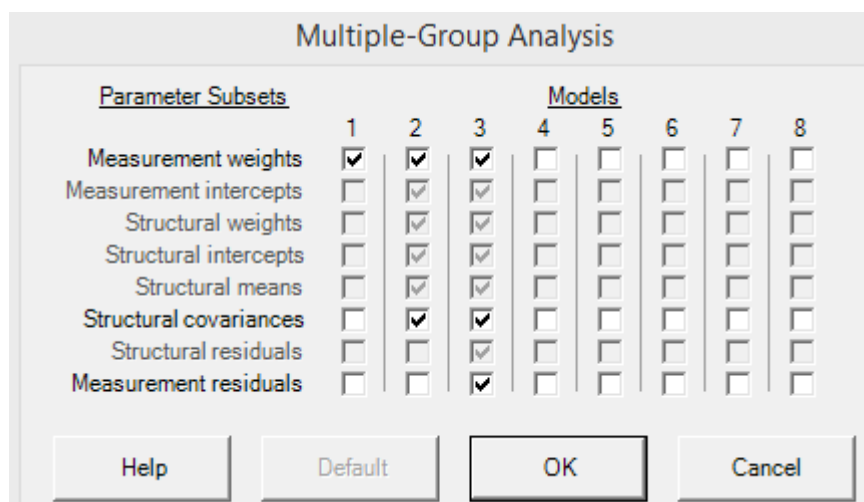 Multiple-Group Analysis
Parameter Subsets Models
1 2 3 4 5 6 7 8
Measurement weights
Measurement intercepts
Structural weights
Structural intercepts
Structural means
Structural covariances
Structural residuals
Measurement residuals
Help Default OK Cancel